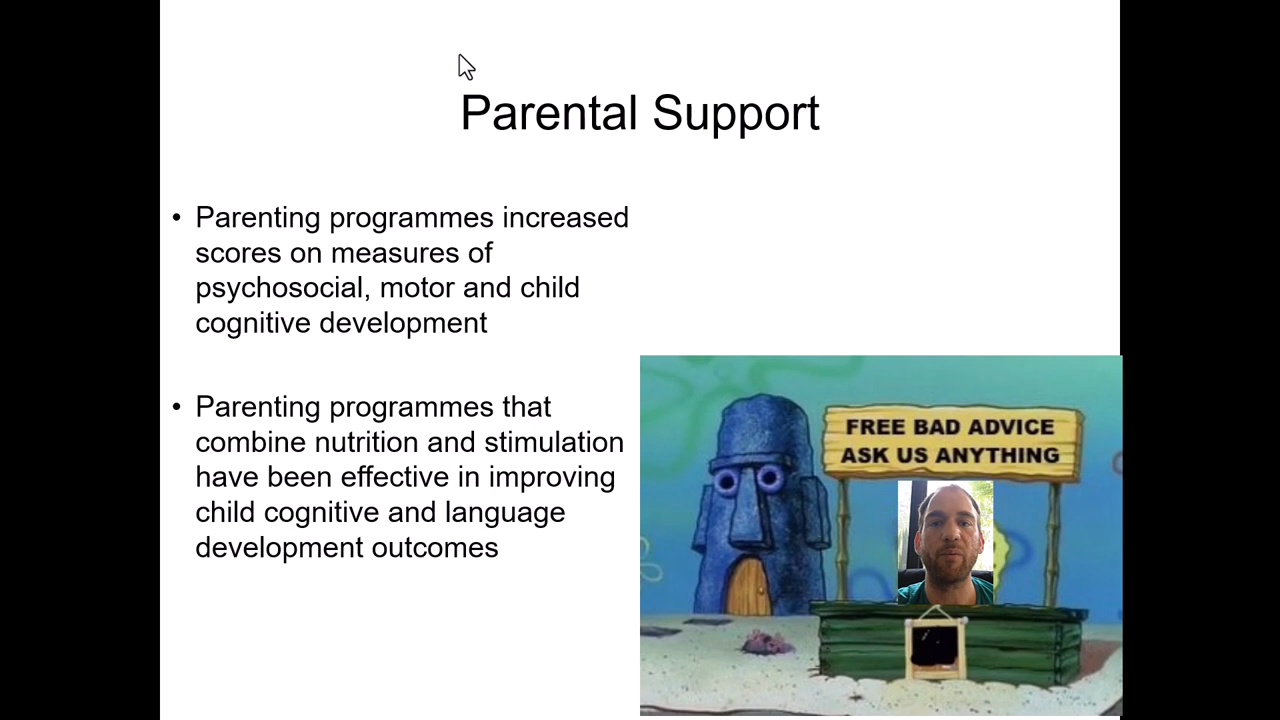 Parental Support
• Parenting programmes increased
scores on measures of
psychosocial, motor and child
cognitive development
• Parenting programmes that
combine nutrition and stimulation
have been effective in improving
child cognitive and language
development outcomes
FREE BAD ADVICE
ASK US ANYTHING